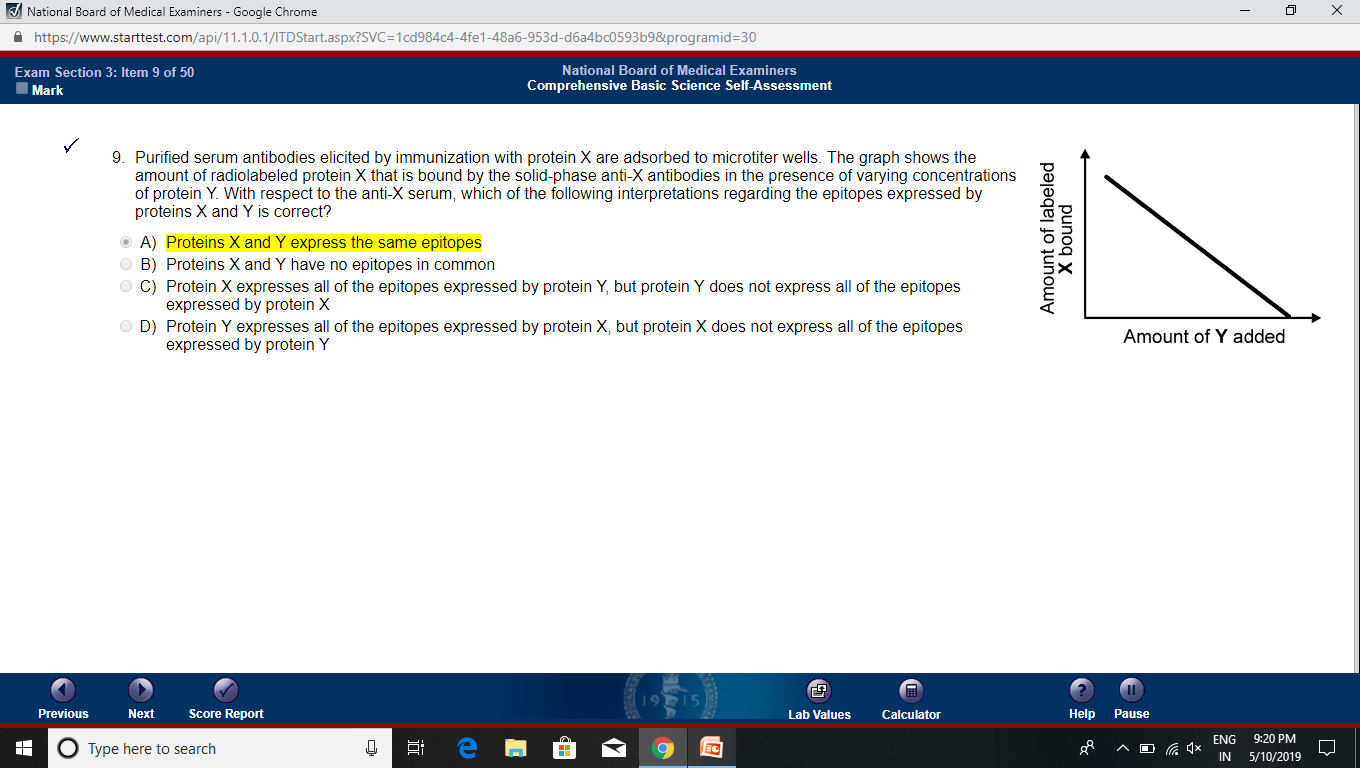 National Board of Medical Examiners - Google Chrome
https://www.starttest.com/api/11.1.0.1/ITDStart.aspx?SVC=1cd984c4-4fe1-48a6-953d-d6a4bc0593b9&programid=30
Exam Section 3: Item 9 of 50
National Board of Medical Examiners
Mark
Comprehensive Basic Science Self-Assessment
9. Purified serum antibodies elicited by immunization with protein X are adsorbed to microtiter wells. The graph shows the
amount of radiolabeled protein X that is bound by the solid-phase anti-X antibodies in the presence of varying concentrations
of protein Y. With respect to the anti-X serum, which of the following interpretations regarding the epitopes expressed by
proteins X and Y is correct?
A) Proteins X and Y express the same epitopes
B) Proteins X and Y have no epitopes in common
C) Protein X expresses all of the epitopes expressed by protein Y, but protein Y does not express all of the epitopes
expressed by protein X
D) Protein Y expresses all of the epitopes expressed by protein X, but protein X does not express all of the epitopes
expressed by protein Y
Amount of labeled
X bound
Amount of Y added
Previous
Next
Score Report
19 15
Lab Values
Calculator
Help
Pause
Type here to search
ENG
IN
9:20 PM
5/10/2019